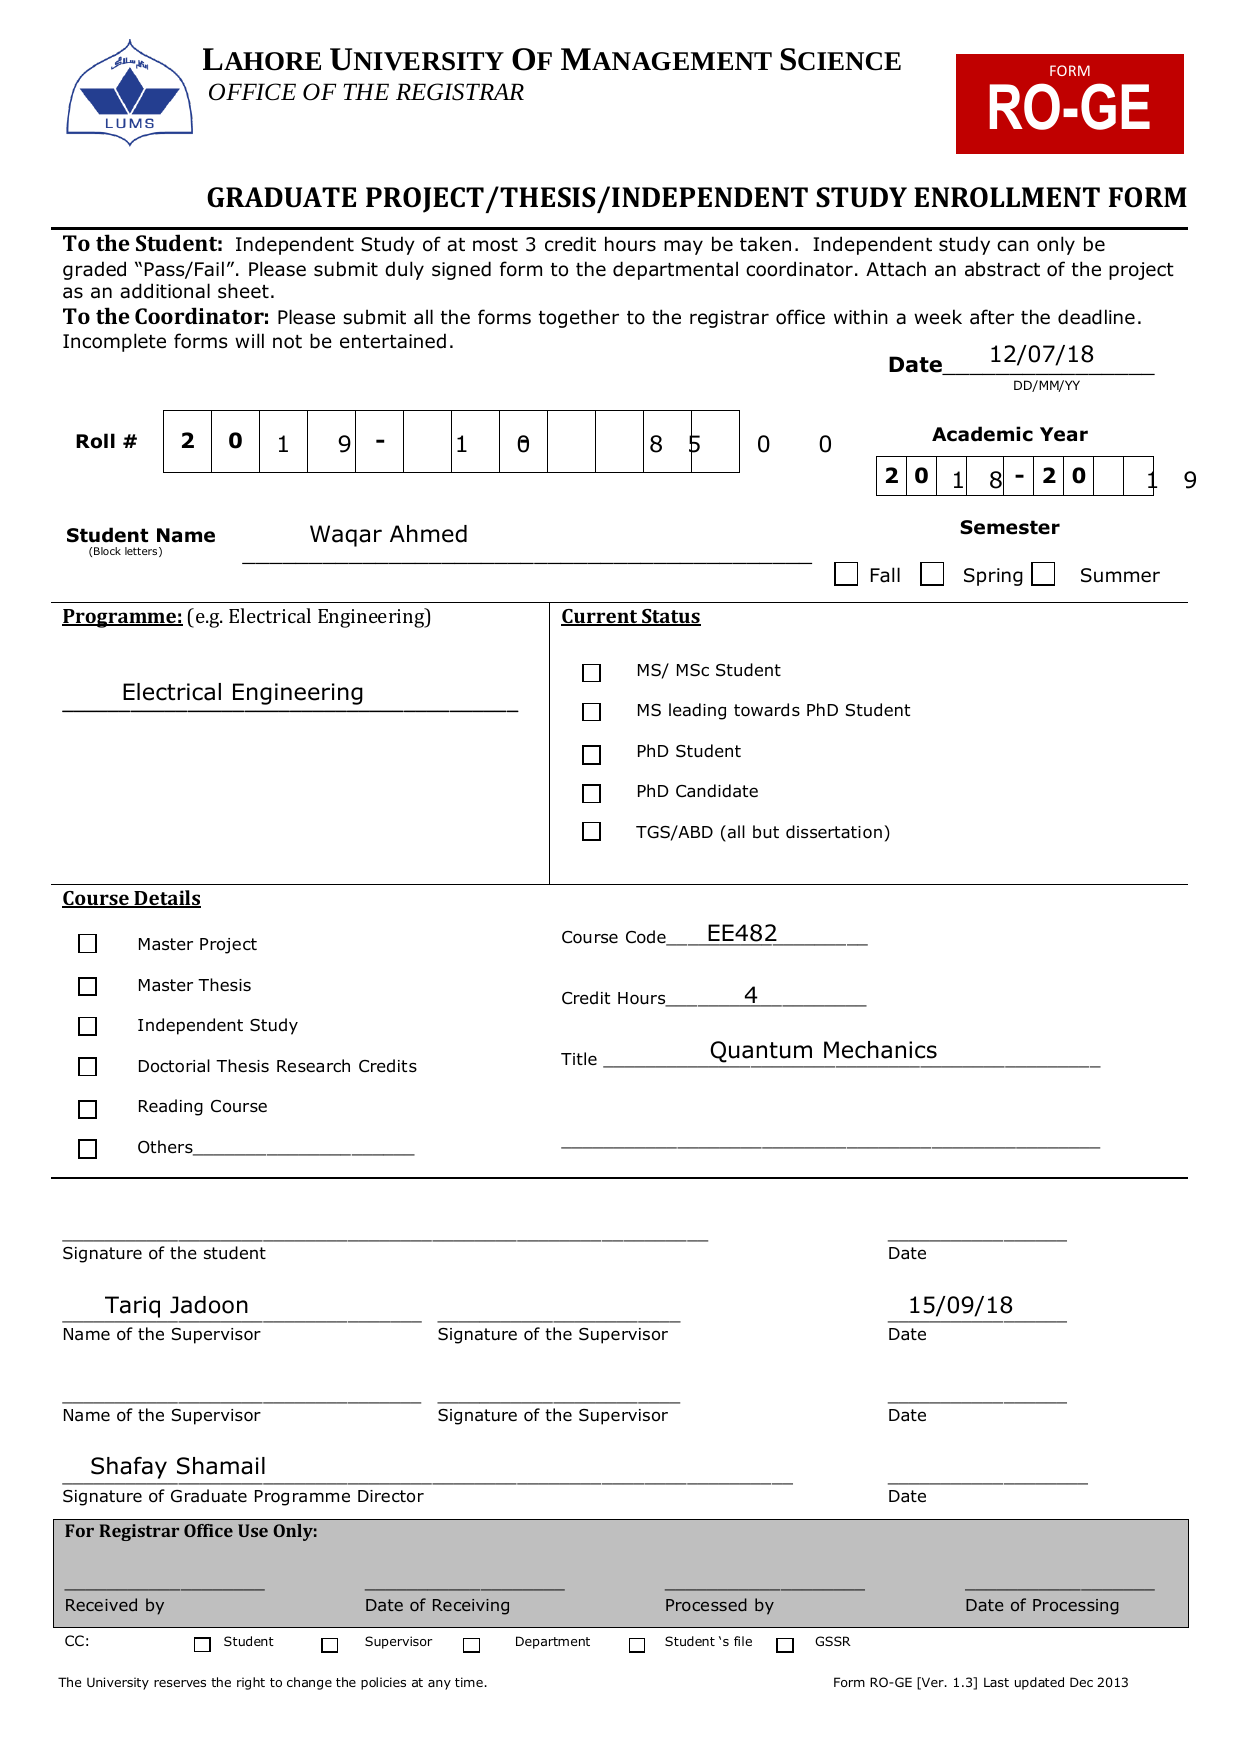 LAHORE UNIVERSITY OF MANAGEMENT SCIENCE
OFFICE OF THE REGISTRAR
LUMS
FORM
RO-GE
GRADUATE PROJECT/THESIS/INDEPENDENT STUDY ENROLLMENT FORM
To the Student: Independent Study of at most 3 credit hours may be taken. Independent study can only be
graded “Pass/Fail”. Please submit duly signed form to the departmental coordinator. Attach an abstract of the project
as an additional sheet.
To the Coordinator: Please submit all the forms together to the registrar office within a week after the deadline.
Incomplete forms will not be entertained.
Date 12/07/18
DD/MM/YY
Roll # 2 0 1 9 - 1 0 - 8 5 0 0
Academic Year
2 0 1 8 - 2 0 1 9
Student Name Waqar Ahmed
(Block letters)
Semester
Fall Spring Summer
Programme: (e.g. Electrical Engineering)
Electrical Engineering
Current Status
MS/ MSc Student
MS leading towards PhD Student
PhD Student
PhD Candidate
TGS/ABD (all but dissertation)
Course Details
Master Project
Master Thesis
Independent Study
Doctorial Thesis Research Credits
Reading Course
Others
Course Code EE482
Credit Hours 4
Title Quantum Mechanics
Signature of the student Date
Tariq Jadoon 15/09/18
Name of the Supervisor Signature of the Supervisor Date
Name of the Supervisor Signature of the Supervisor Date
Shafay Shamail
Signature of Graduate Programme Director Date
For Registrar Office Use Only:
Received by Date of Receiving Processed by Date of Processing
CC: Student Supervisor Department Student ‘s file GSSR
The University reserves the right to change the policies at any time. Form RO-GE [Ver. 1.3] Last updated Dec 2013